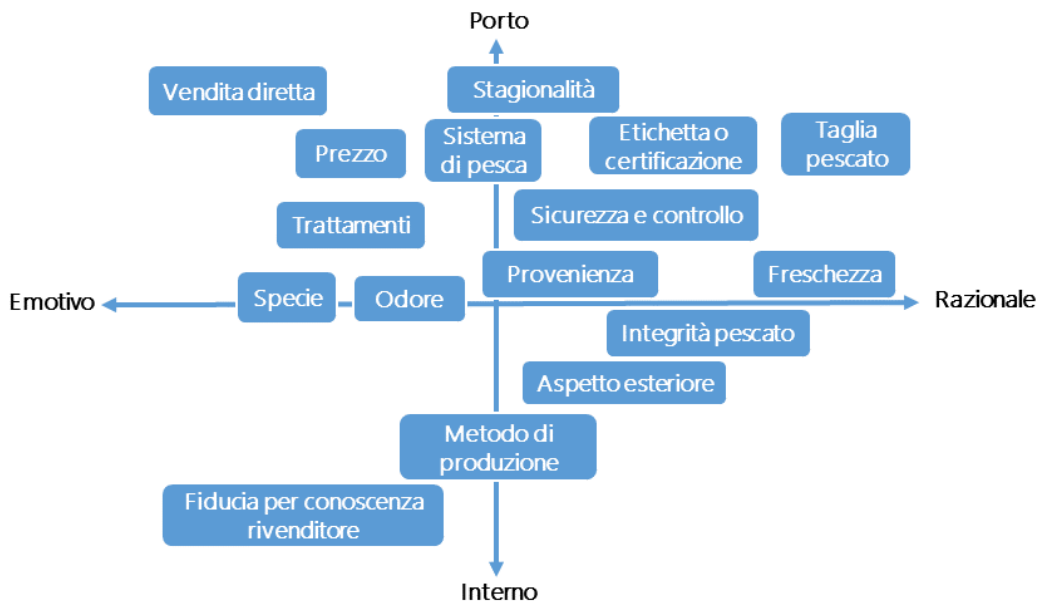 Porto
Vendita diretta
Stagionalità
Prezzo
Sistema
di pesca
Etichetta o
certificazione
Taglia
pescato
Trattamenti
Sicurezza e controllo
Provenienza
Freschezza
Emotivo
Specie
Odore
Razionale
Integrità pescato
Aspetto esteriore
Metodo di
produzione
Fiducia per conoscenza
rivenditore
Interno